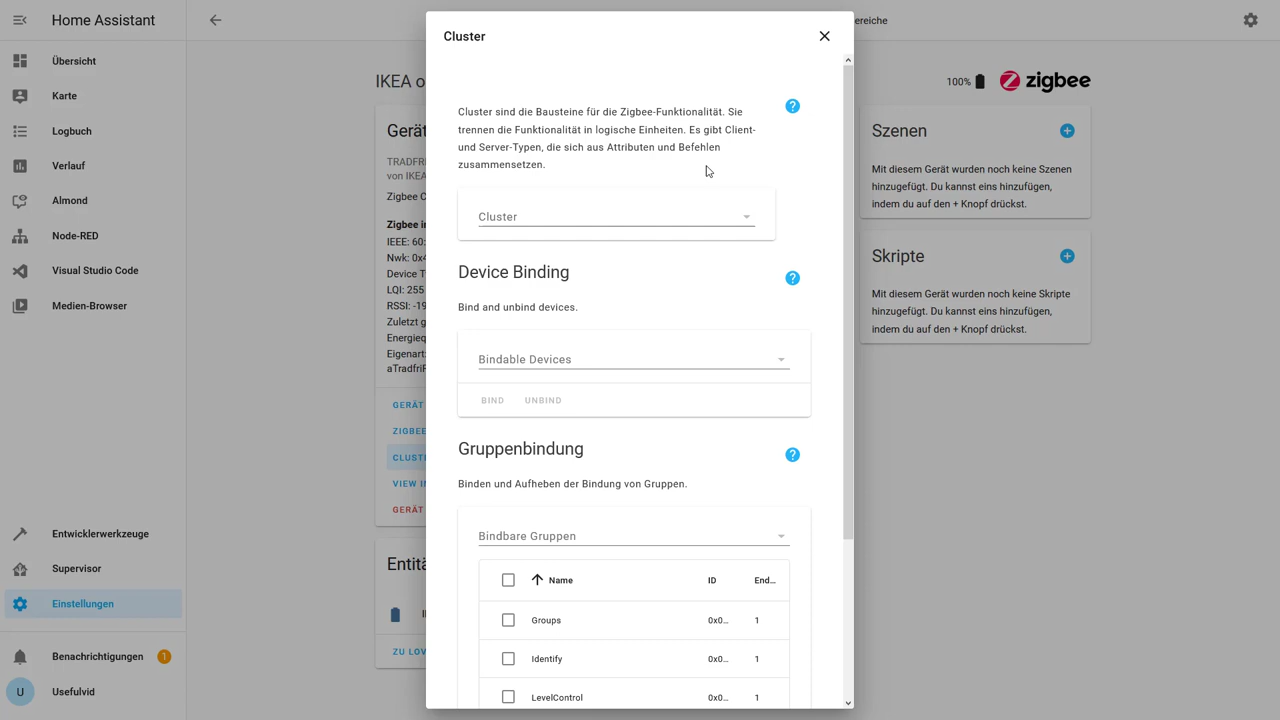 Home Assistant
Übersicht
Karte
Logbuch
Verlauf
Almond
Node-RED
Visual Studio Code
Medien-Browser
Entwicklerwerkzeuge
Supervisor
Einstellungen
Benachrichtigungen 1
U Usefulvid
ereiche
IKEA o
100% zigbee
Gerät
TRADFRI
von IKEA
Zigbee C
Zigbee in
IEEE: 60:
Nwk: 0x4
Device T
LQI: 255
RSSI: -19
Zuletzt g
Energieq
Eigenart:
aTradfriF
GERÄT
ZIGBEE
CLUSTE
VIEW IN
GERÄT
Entitä
ZU LOV
Cluster
Cluster sind die Bausteine für die Zigbee-Funktionalität. Sie
trennen die Funktionalität in logische Einheiten. Es gibt Client-
und Server-Typen, die sich aus Attributen und Befehlen
zusammensetzen.
Cluster
Device Binding
Bind and unbind devices.
Bindable Devices
BIND UNBIND
Gruppenbindung
Binden und Aufheben der Bindung von Gruppen.
Bindbare Gruppen
Name ID End...
Groups 0x0... 1
Identify 0x0... 1
LevelControl 0x0... 1
Szenen
Mit diesem Gerät wurden noch keine Szenen
hinzugefügt. Du kannst eins hinzufügen,
indem du auf den + Knopf drückst.
Skripte
Mit diesem Gerät wurden noch keine Skripte
hinzugefügt. Du kannst eins hinzufügen,
indem du auf den + Knopf drückst.